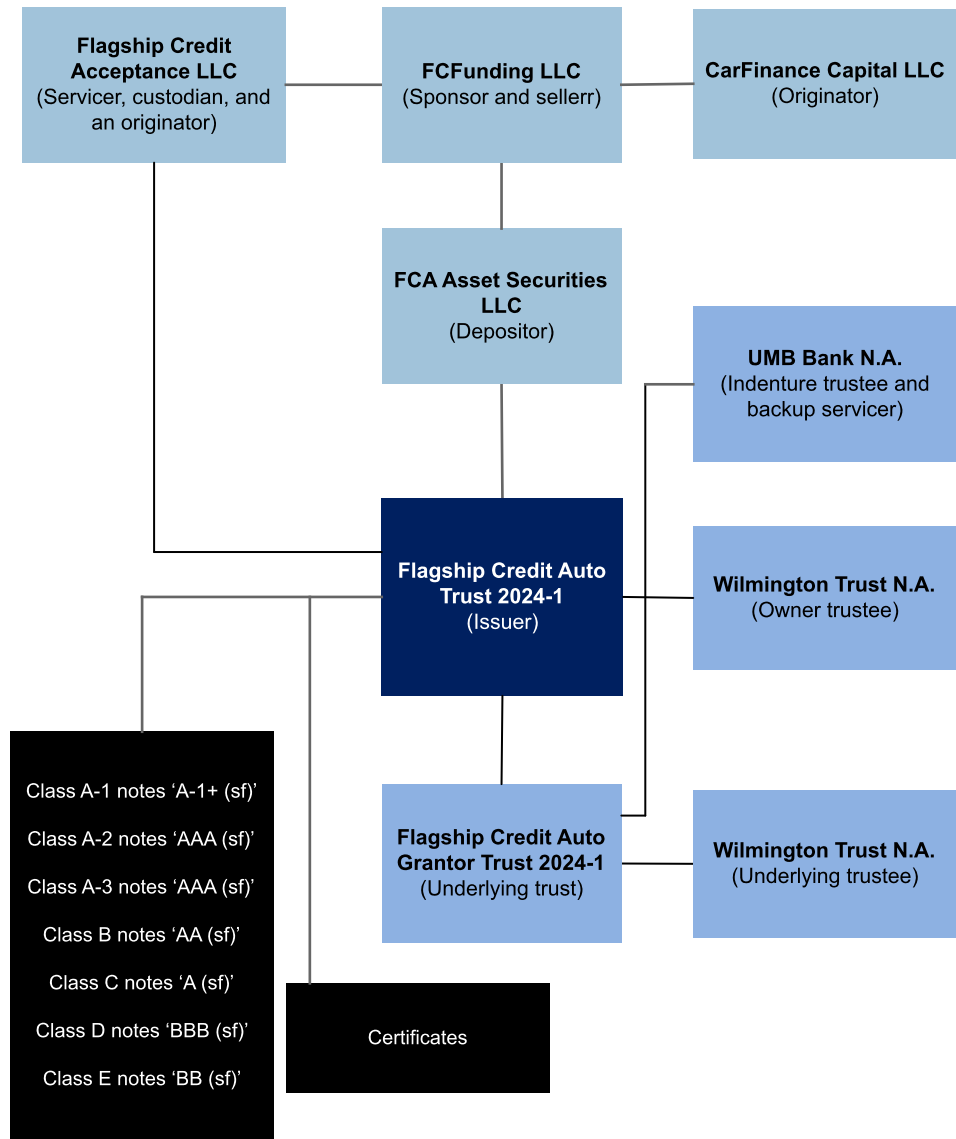 Flagship Credit
Acceptance LLC
(Servicer, custodian, and
an originator)
FCFunding LLC
(Sponsor and sellerr)
CarFinance Capital LLC
(Originator)
FCA Asset Securities
LLC
(Depositor)
UMB Bank N.A.
(Indenture trustee and
backup servicer)
Flagship Credit Auto
Trust 2024-1
(Issuer)
Wilmington Trust N.A.
(Owner trustee)
Flagship Credit Auto
Grantor Trust 2024-1
(Underlying trust)
Wilmington Trust N.A.
(Underlying trustee)
Class A-1 notes ‘A-1+ (sf)’
Class A-2 notes ‘AAA (sf)’
Class A-3 notes ‘AAA (sf)’
Class B notes ‘AA (sf)’
Class C notes ‘A (sf)’
Class D notes ‘BBB (sf)’
Class E notes ‘BB (sf)’
Certificates